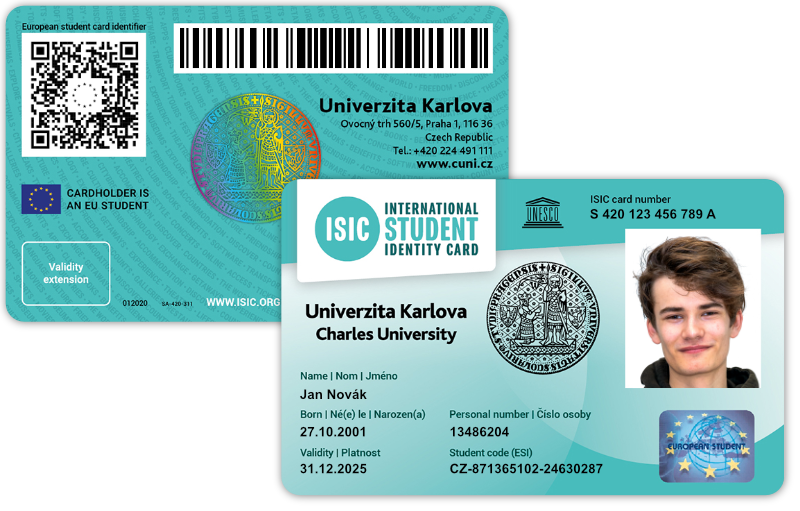 European student card identifier
Univerzita Karlova
Ovocný trh 560/5, Praha 1, 116 36
Czech Republic
Tel.: +420 224 491 111
www.cuni.cz
CARDHOLDER IS
AN EU STUDENT
Validity
extension
012020
SA-420-311
WWW.ISIC.ORG
ISIC
INTERNATIONAL
STUDENT
IDENTITY CARD
UNESCO
ISIC card number
S 420 123 456 789 A
Univerzita Karlova
Charles University
Name | Nom | Jméno
Jan Novák
Born | Né(e) le | Narozen(a)
27.10.2001
Personal number | Číslo osoby
13486204
Validity | Platnost
31.12.2025
Student code (ESI)
CZ-871365102-24630287
EUROPEAN STUDENT